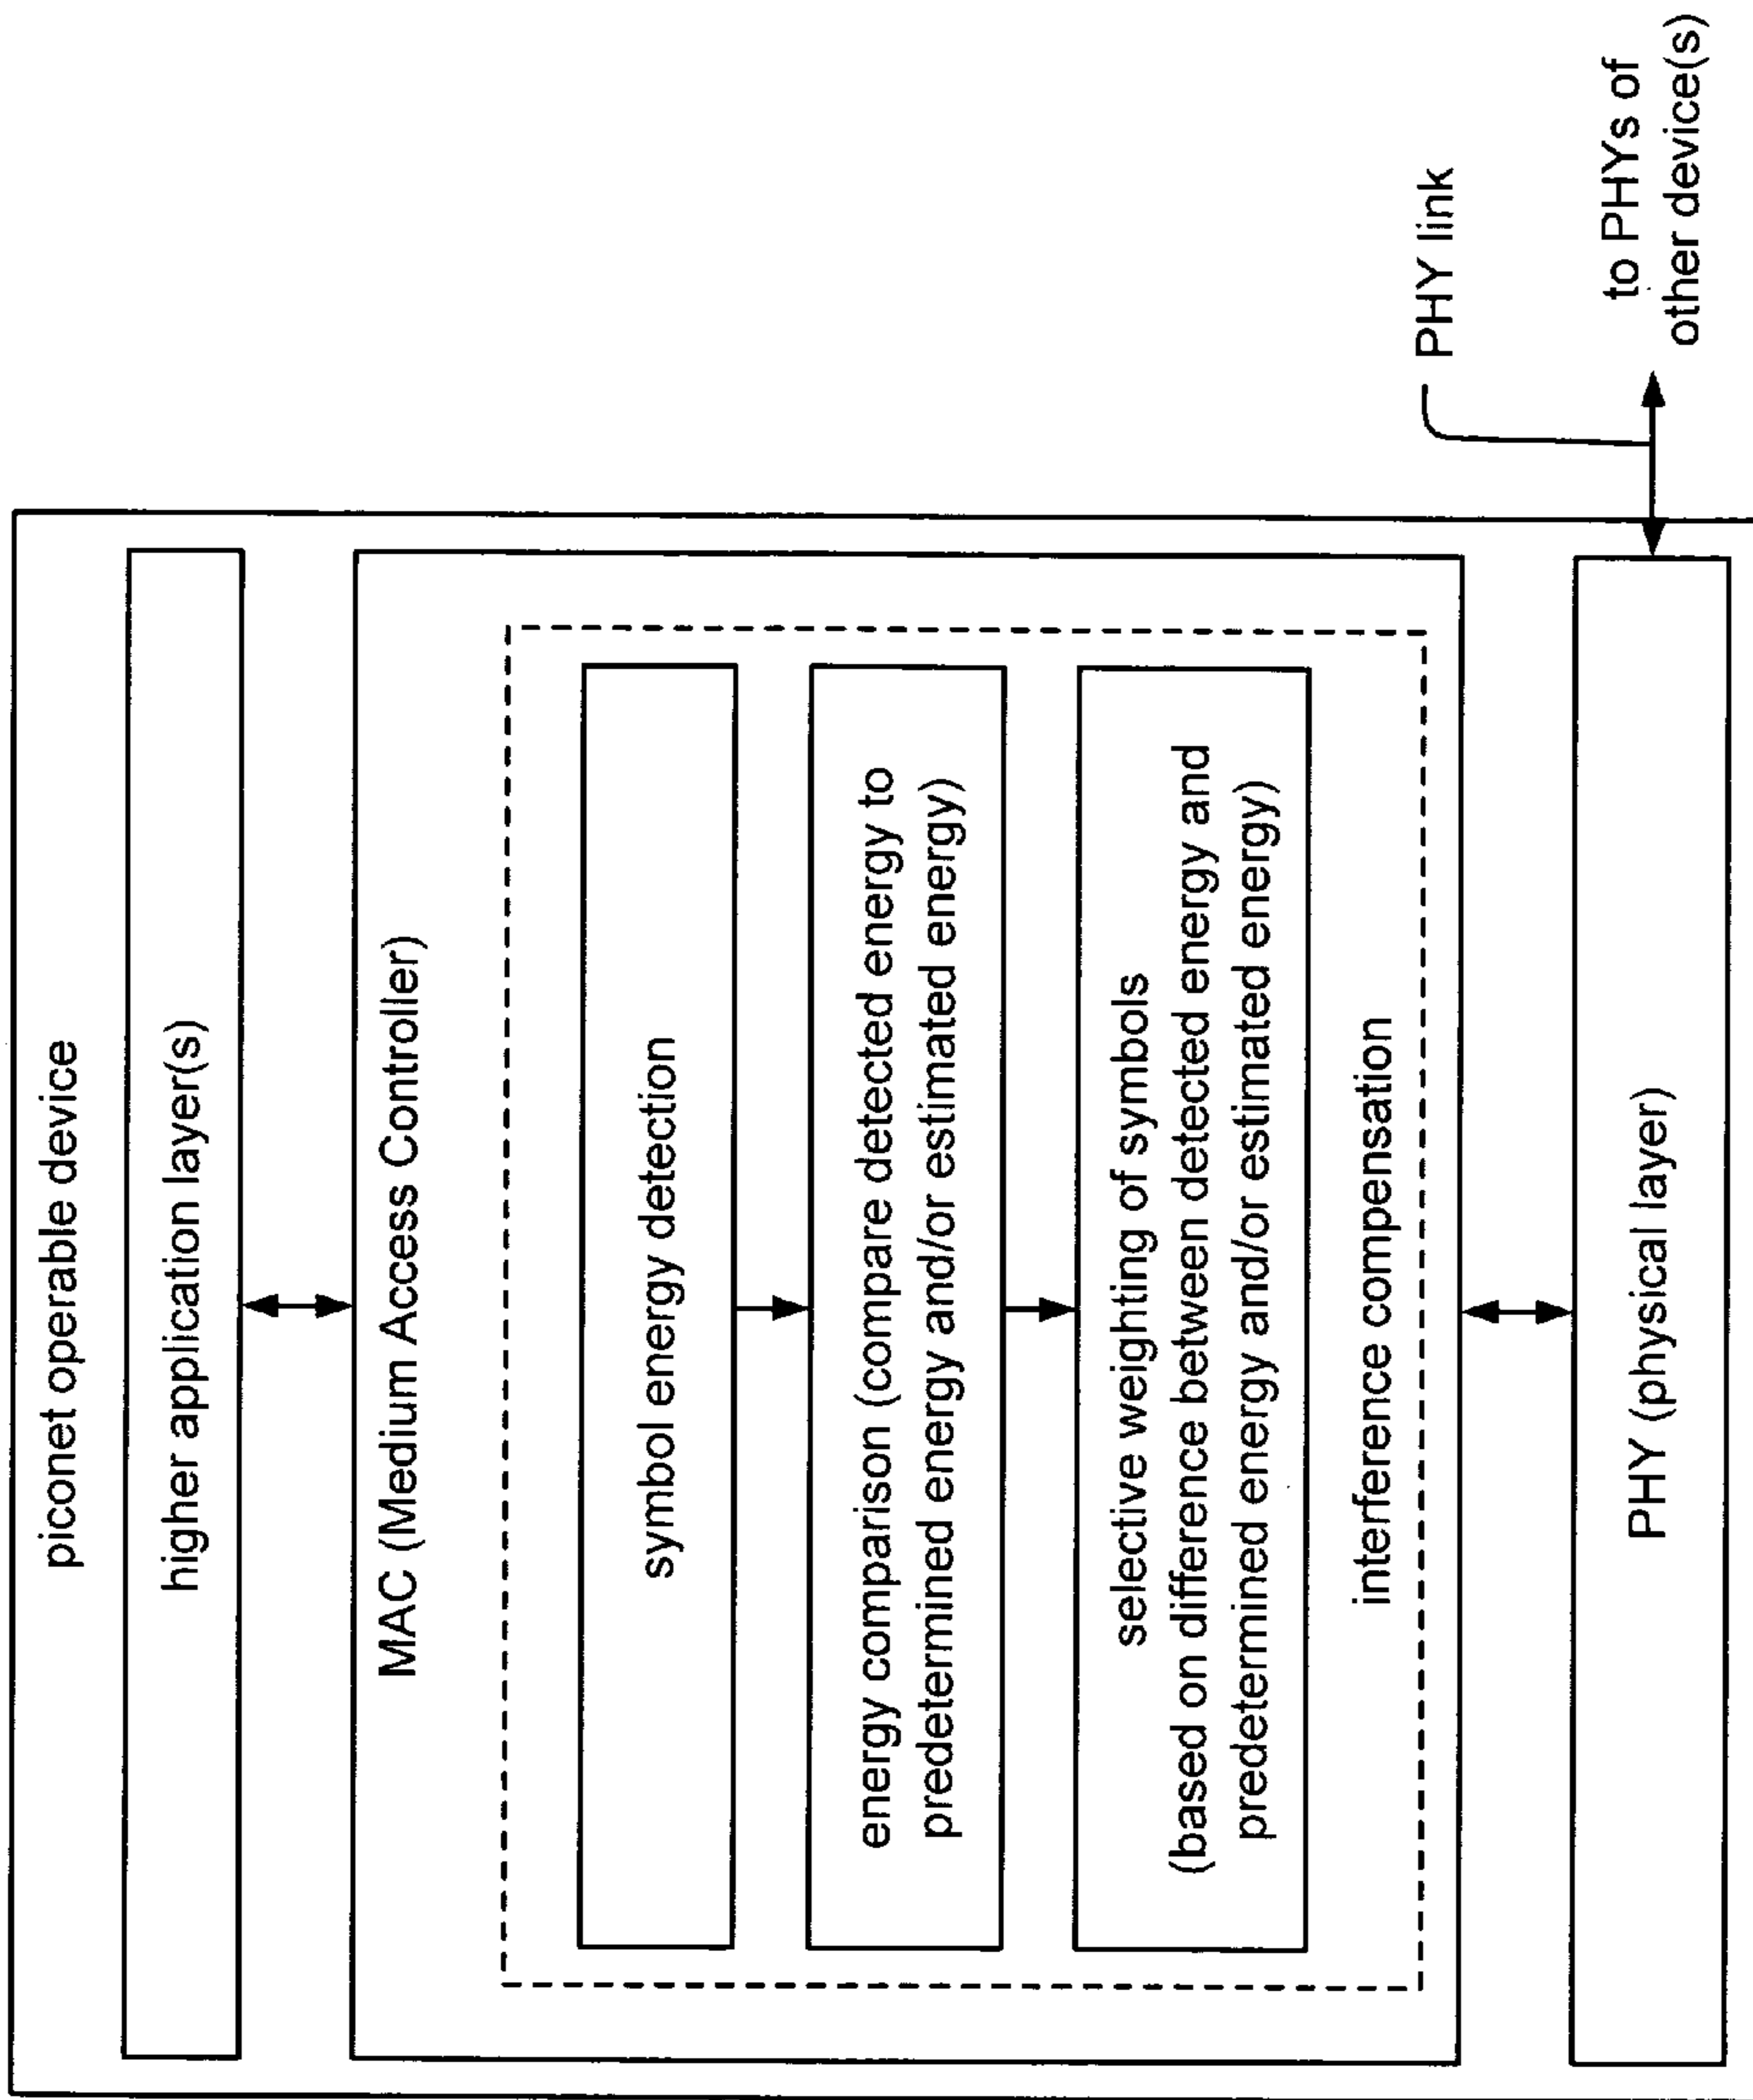 piconet operable device
higher application layer(s)
MAC (Medium Access Controller)
symbol energy detection
energy comparison (compare detected energy to
predetermined energy and/or estimated energy)
selective weighting of symbols
(based on difference between detected energy and
predetermined energy and/or estimated energy)
interference compensation
PHY (physical layer)
PHY link
to PHYs of
other device(s)